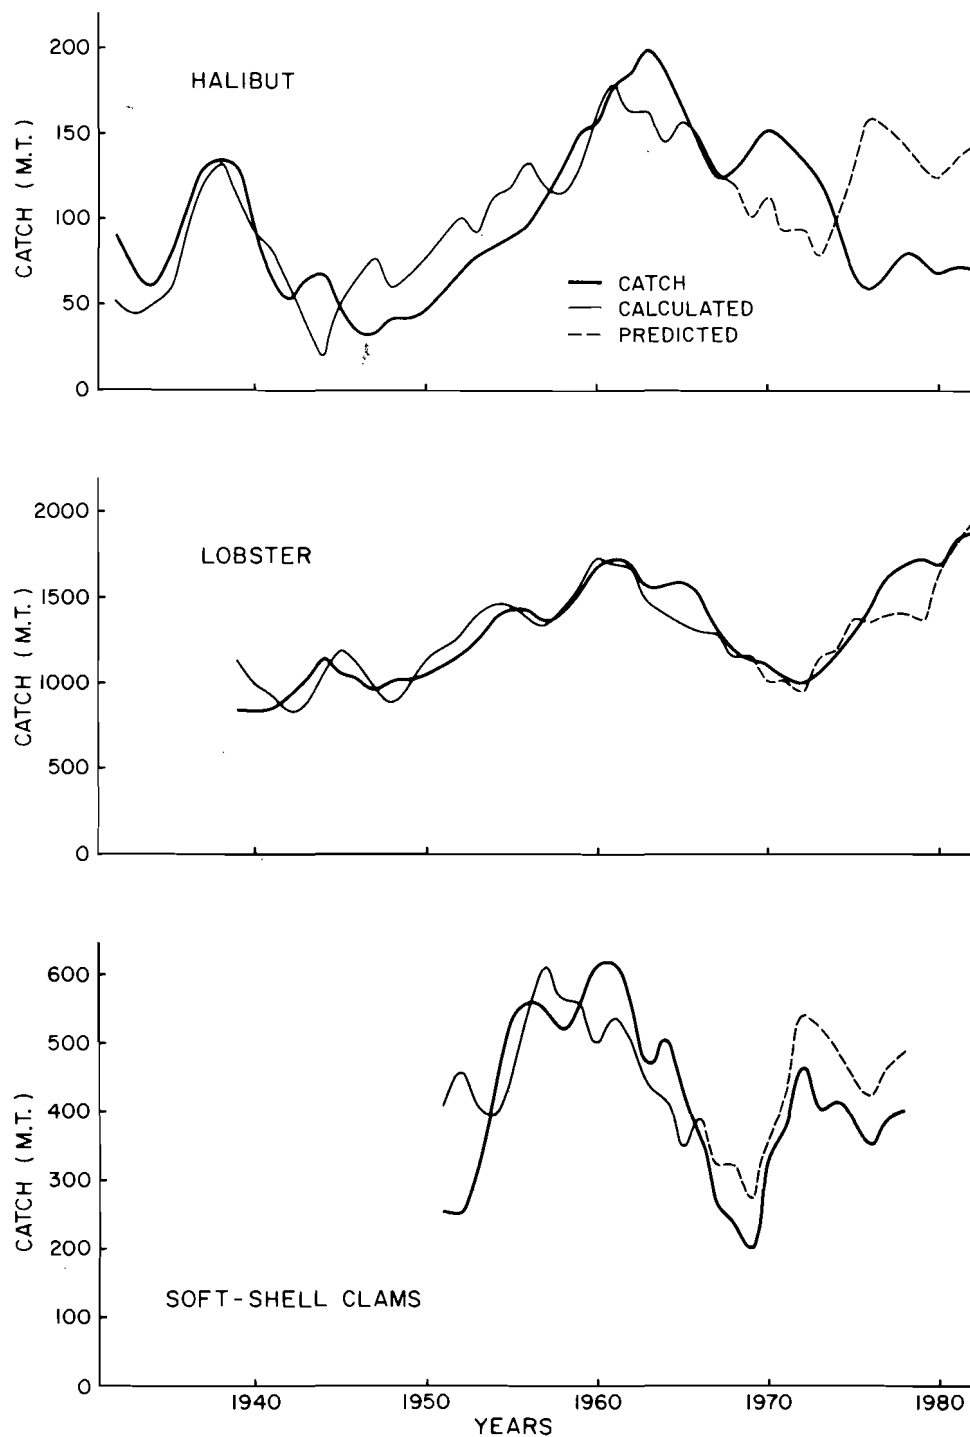 200
HALIBUT
150
CATCH (M.T.)
100
50
CATCH
CALCULATED
PREDICTED
0
2000
LOBSTER
1500
CATCH (M.T.)
1000
500
0
600
500
400
CATCH (M.T.)
300
200
SOFT-SHELL CLAMS
100
0
1940 1950 1960 1970 1980
YEARS